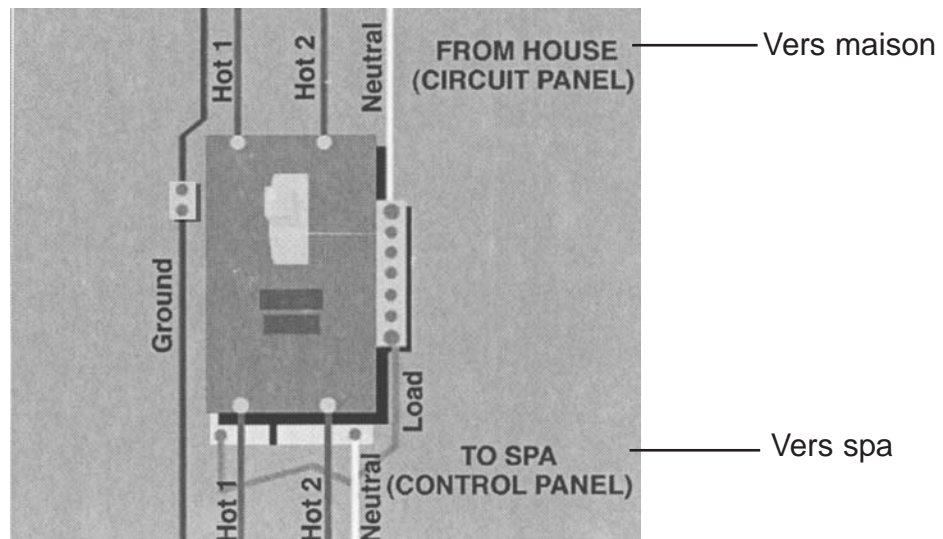 Hot 1
Hot 2
Neutral
FROM HOUSE
(CIRCUIT PANEL)
Vers maison
Ground
Load
TO SPA
(CONTROL PANEL)
Vers spa
Hot 1
Hot 2
Neutral